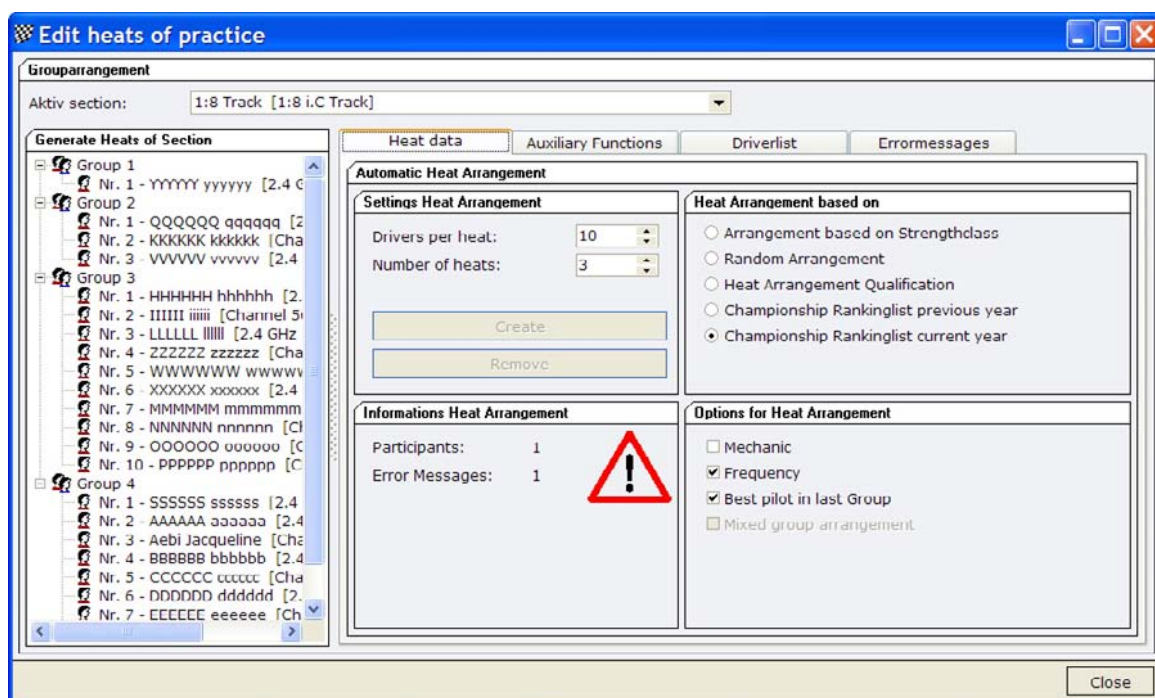 Edit heats of practice
Grouparrangement
Aktiv section: 1:8 Track [1:8 i.C Track]
Generate Heats of Section
Group 1
Nr. 1 - YYYYYY yyyyyy [2.4 G
Group 2
Nr. 1 - QQQQQQ qqqqqq [2
Nr. 2 - KKKKKK kkkkkk [Cha
Nr. 3 - VVVVVV vvvvvv [2.4
Group 3
Nr. 1 - HHHHHH hhhhhh [2.
Nr. 2 - IIIIII iiiiii [Channel 5
Nr. 3 - LLLLLL llllll [2.4 GHz
Nr. 4 - ZZZZZZ zzzzzz [Cha
Nr. 5 - WWWWWW wwwwv
Nr. 6 - XXXXXX xxxxxx [2.4
Nr. 7 - MMMMMM mmmmmm
Nr. 8 - NNNNNN nnnnnn [Cl
Nr. 9 - OOOOOO oooooo [C
Nr. 10 - PPPPPP pppppp [C
Group 4
Nr. 1 - SSSSSS ssssss [2.4
Nr. 2 - AAAAAA aaaaaa [2.4
Nr. 3 - Aebi Jacqueline [Cha
Nr. 4 - BBBBBB bbbbbb [2.4
Nr. 5 - CCCCCC cccccc [Cha
Nr. 6 - DDDDDD dddddd [2.
Nr. 7 - EEEEEE eeeeee [Ch
Heat data
Auxiliary Functions
Driverlist
Errormessages
Automatic Heat Arrangement
Settings Heat Arrangement
Drivers per heat: 10
Number of heats: 3
Create
Remove
Heat Arrangement based on
Arrangement based on Strengthclass
Random Arrangement
Heat Arrangement Qualification
Championship Rankinglist previous year
Championship Rankinglist current year
Informations Heat Arrangement
Participants: 1
Error Messages: 1
Options for Heat Arrangement
Mechanic
Frequency
Best pilot in last Group
Mixed group arrangement
Close